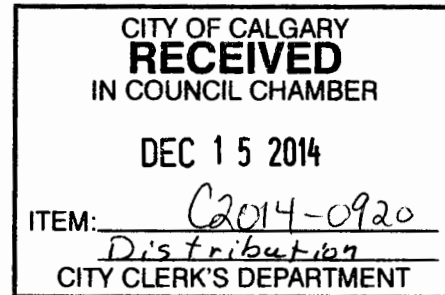 CITY OF CALGARY
RECEIVED
IN COUNCIL CHAMBER
DEC 15 2014
ITEM: C2014-0920
Distribution
CITY CLERK'S DEPARTMENT